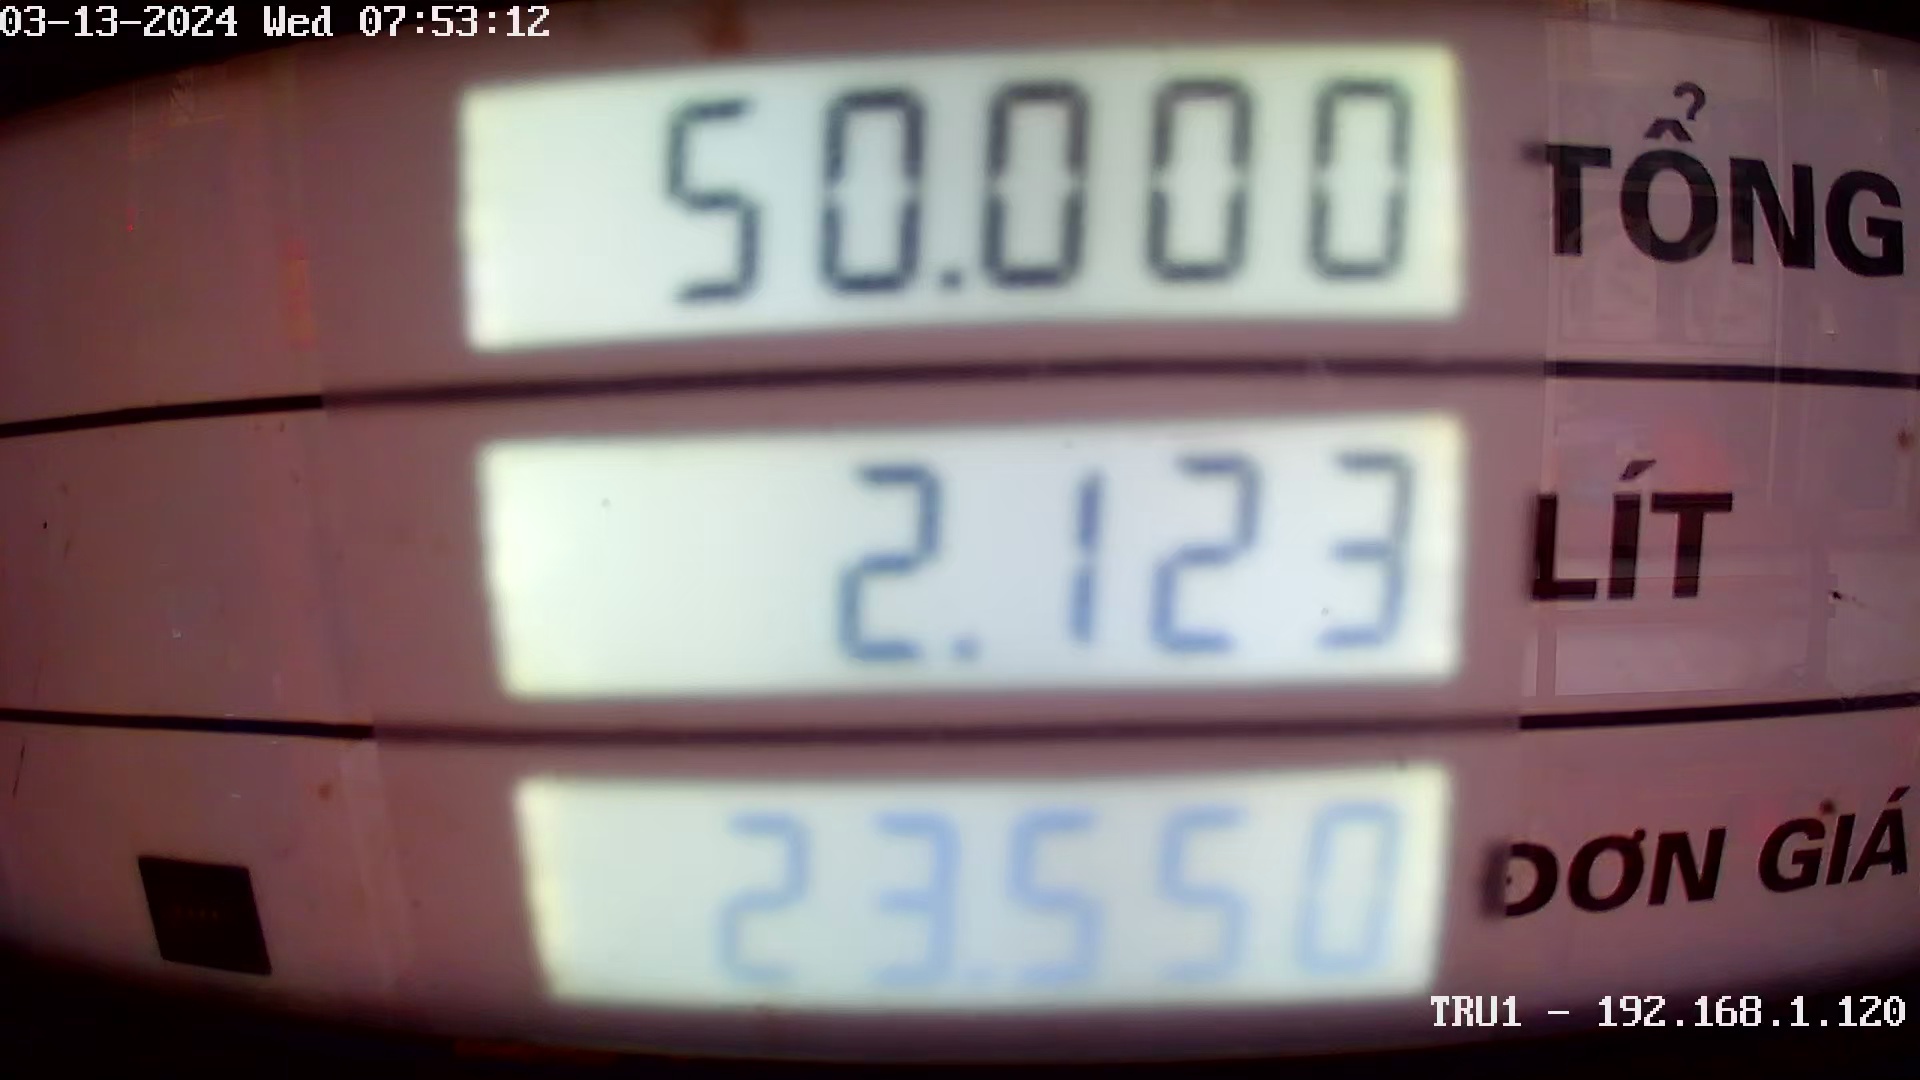 03-13-2024 Wed 07:53:12
50.000 TỔNG
2.123 LÍT
23.550 ĐƠN GIÁ
TRU1 - 192.168.1.120